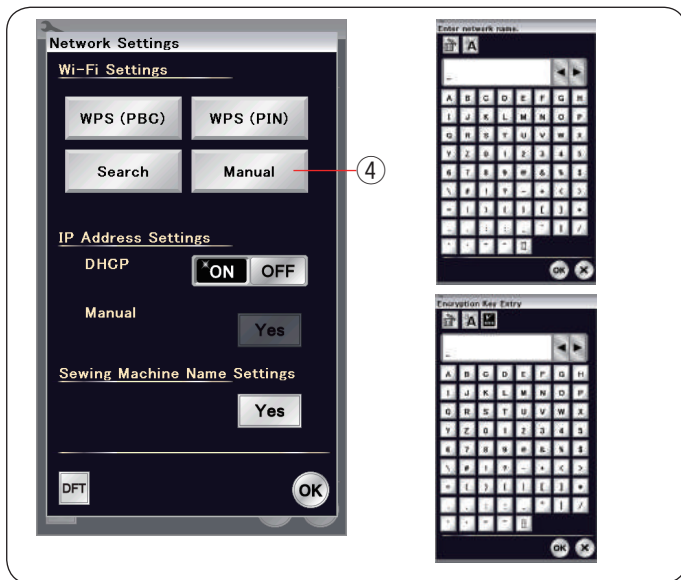 Network Settings
Wi-Fi Settings
WPS (PBC) WPS (PIN)
Search Manual
④
IP Address Settings
DHCP ON OFF
Manual
Yes
Sewing Machine Name Settings
Yes
DFT OK
Enter network name.
A
A B C D E F G H
I J K L M N O P
Q R S T U V W X
Y Z 0 1 2 3 4 5
6 7 8 9 @ & % $
\ # ! ? - + < >
OK
Encryption Key Entry
A
A B C D E F G H
I J K L M N O P
Q R S T U V W X
Y Z 0 1 2 3 4 5
6 7 8 9 @ & % $
\ # ! ? - + < >
OK